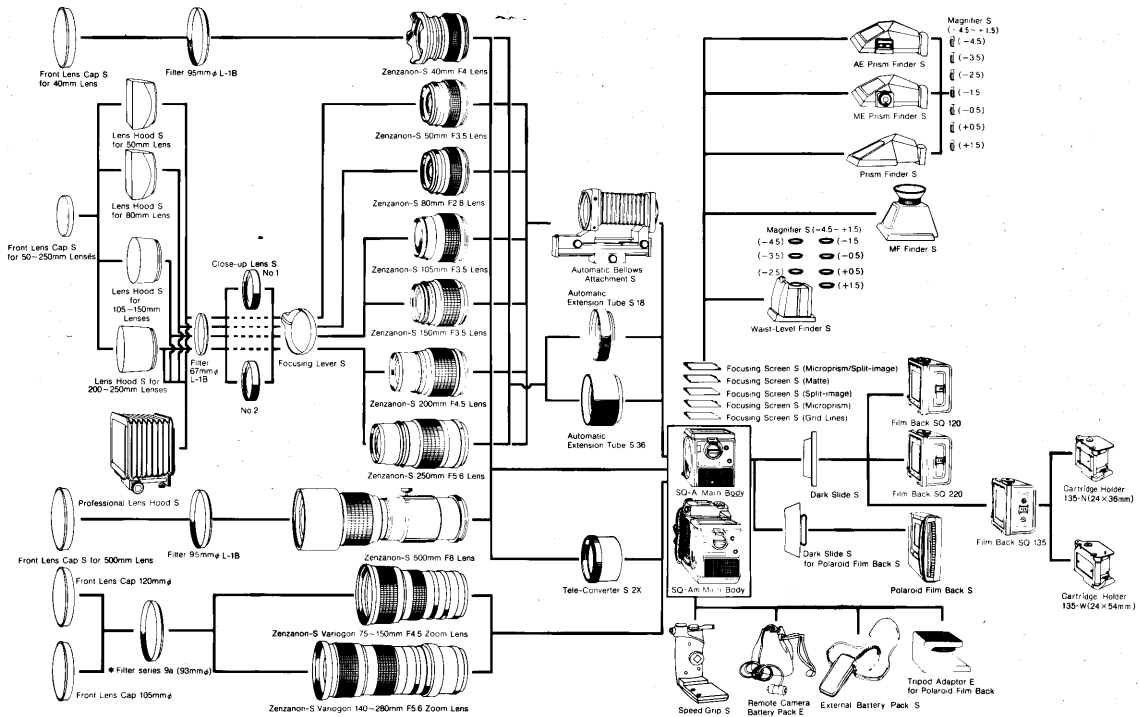 Front Lens Cap S
for 40mm Lens
Filter 95mmφ L-1B
Zenzanon-S 40mm F4 Lens
Lens Hood S
for 50mm Lens
Zenzanon-S 50mm F3.5 Lens
Lens Hood S
for 80mm Lens
Zenzanon-S 80mm F2.8 Lens
Front Lens Cap S
for 50~250mm Lenses
Lens Hood S
for
105~150mm
Lenses
Close-up Lens S
No.1
Zenzanon-S 105mm F3.5 Lens
Zenzanon-S 150mm F3.5 Lens
Lens Hood S for
200~250mm Lenses
Filter
67mmφ
L-1B
No.2
Focusing Lever S
Zenzanon-S 200mm F4.5 Lens
Professional Lens Hood S
Zenzanon-S 250mm F5.6 Lens
Front Lens Cap S for 500mm Lens
Filter 95mmφ L-1B
Zenzanon-S 500mm F8 Lens
Front Lens Cap 120mmφ
Zenzanon-S Variogon 75~150mm F4.5 Zoom Lens
* Filter series 9a (93mmφ)
Front Lens Cap 105mmφ
Zenzanon-S Variogon 140~280mm F5.6 Zoom Lens
Automatic Bellows
Attachment S
Automatic
Extension Tube S 18
Automatic
Extension Tube S 36
Tele-Converter S 2X
AE Prism Finder S
ME Prism Finder S
Prism Finder S
Magnifier S
(-4.5~+1.5)
(-4.5)
(-3.5)
(-2.5)
(-1.5
(-0.5)
(+0.5)
(+1.5)
MF Finder S
Magnifier S (-4.5~+1.5)
(-4.5)
(-1.5
(-3.5)
(-0.5)
(-2.5)
(+0.5)
(+1.5)
Waist-Level Finder S
Focusing Screen S (Microprism/Split-image)
Focusing Screen S (Matte)
Focusing Screen S (Split-image)
Focusing Screen S (Microprism)
Focusing Screen S (Grid Lines)
SQ-A Main Body
SQ-Am Main Body
Dark Slide S
Dark Slide S
for Polaroid Film Back S
Film Back SQ 120
Film Back SQ 220
Film Back SQ 135
Polaroid Film Back S
Cartridge Holder
135-N(24×36mm)
Cartridge Holder
135-W(24×54mm)
Speed Grip S
Remote Camera
Battery Pack E
External Battery Pack S
Tripod Adaptor E
for Polaroid Film Back